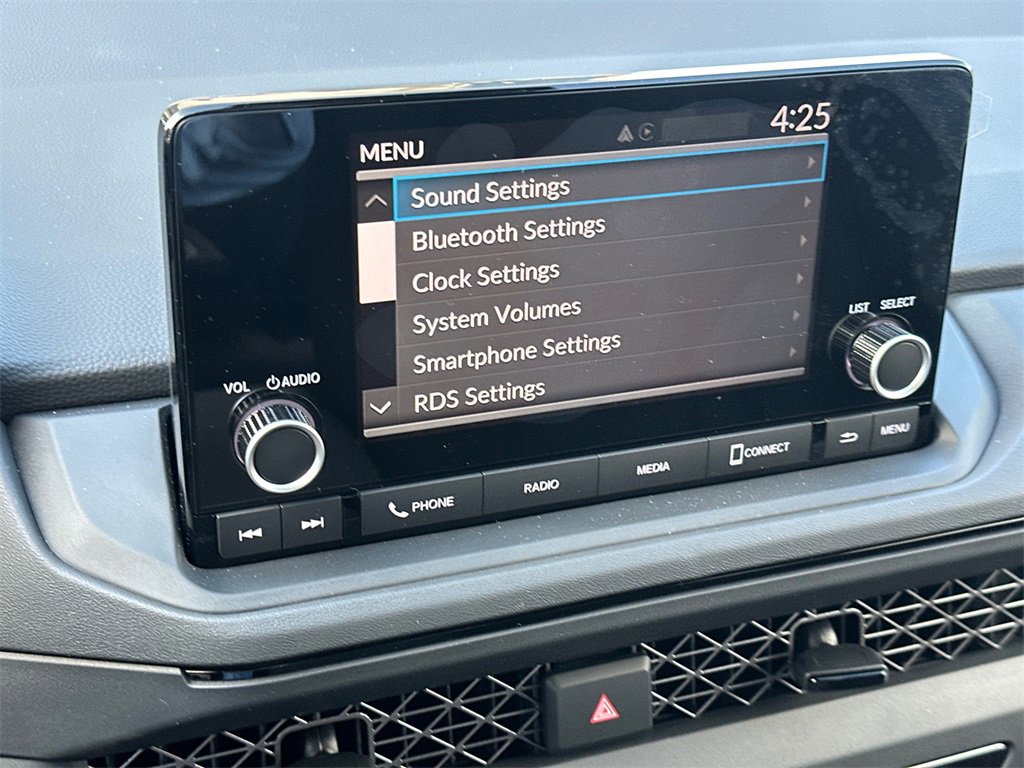 4:25
MENU
Sound Settings
Bluetooth Settings
Clock Settings
System Volumes
Smartphone Settings
RDS Settings
VOL AUDIO
LIST SELECT
PHONE RADIO MEDIA CONNECT MENU